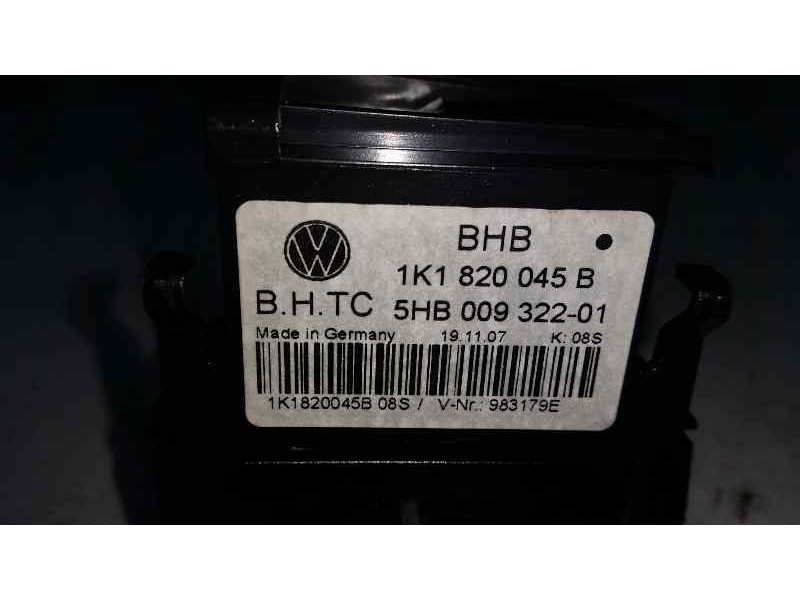 BHB
1K1 820 045 B
B.H.TC 5HB 009 322-01
Made in Germany 19.11.07 K: 08S
1K1820045B 08S / V-Nr.: 983179E